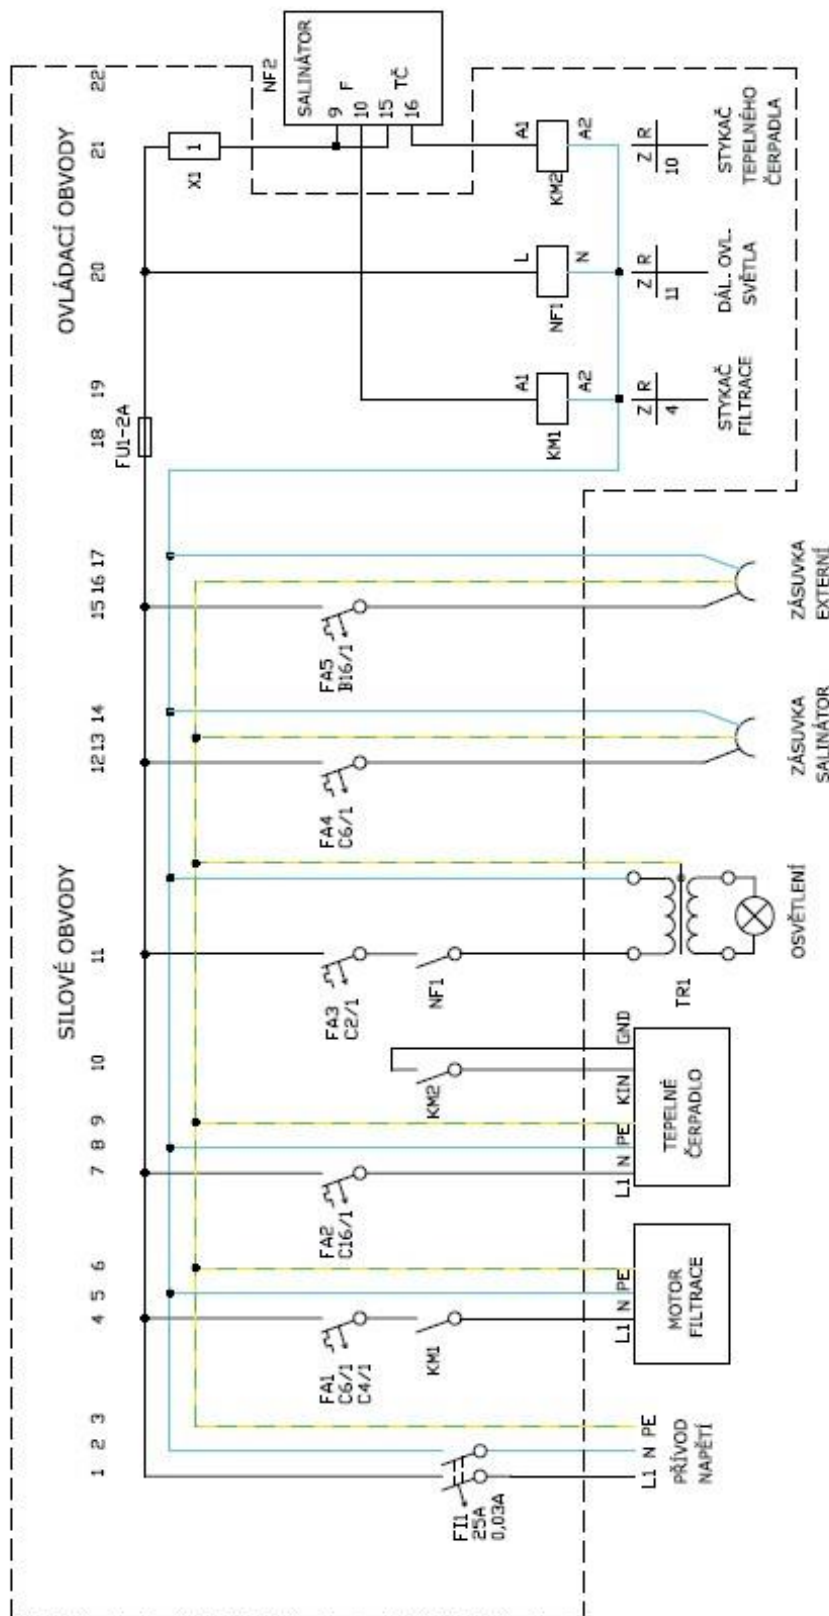 SILOVÉ OBVODY
OVLÁDACÍ OBVODY
1 2 3 4 5 6 7 8 9 10 11 12 13 14 15 16 17 18 19 20 21 22
FU1-2A
X1
1
NF2
SALINÁTOR
9 F
10
15 TČ
16
FI1
25A
0,03A
FA1
C6/1
C4/1
KM1
FA2
C16/1
KM2
FA3
C2/1
NF1
FA4
C6/1
FA5
B16/1
A1
KM1
A2
L
NF1
N
A1
KM2
A2
L1 N PE
PŘÍVOD
NAPĚTÍ
L1 N PE
MOTOR
FILTRACE
L1 N PE KIN GND
TEPELNÉ
ČERPADLO
TR1
OSVĚTLENÍ
ZÁSUVKA
SALINÁTOR
ZÁSUVKA
EXTERNÍ
Z R
4
STYKAČ
FILTRACE
Z R
11
DÁL.OVL.
SVĚTLA
Z R
10
STYKAČ
TEPELNÉHO
ČERPADLA